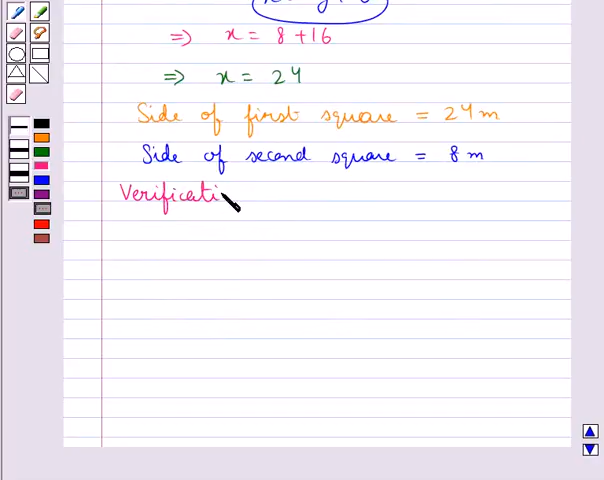 ⇒ x = 8 + 16
⇒ x = 24
Side of first square = 24 m
Side of second square = 8 m
Verificati